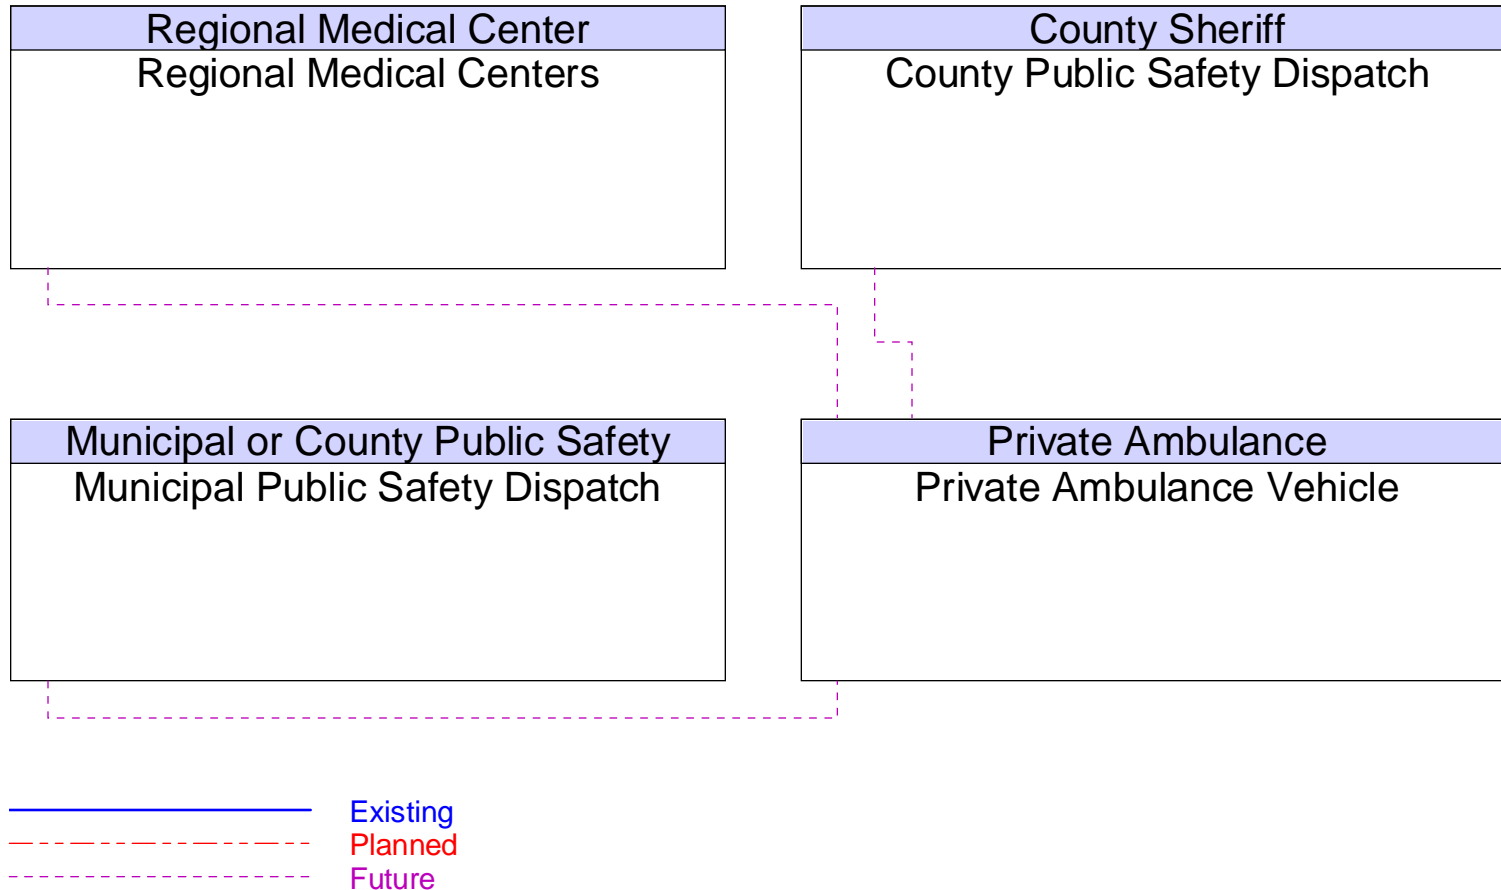 Regional Medical Center
Regional Medical Centers
County Sheriff
County Public Safety Dispatch
Municipal or County Public Safety
Municipal Public Safety Dispatch
Private Ambulance
Private Ambulance Vehicle
Existing
Planned
Future